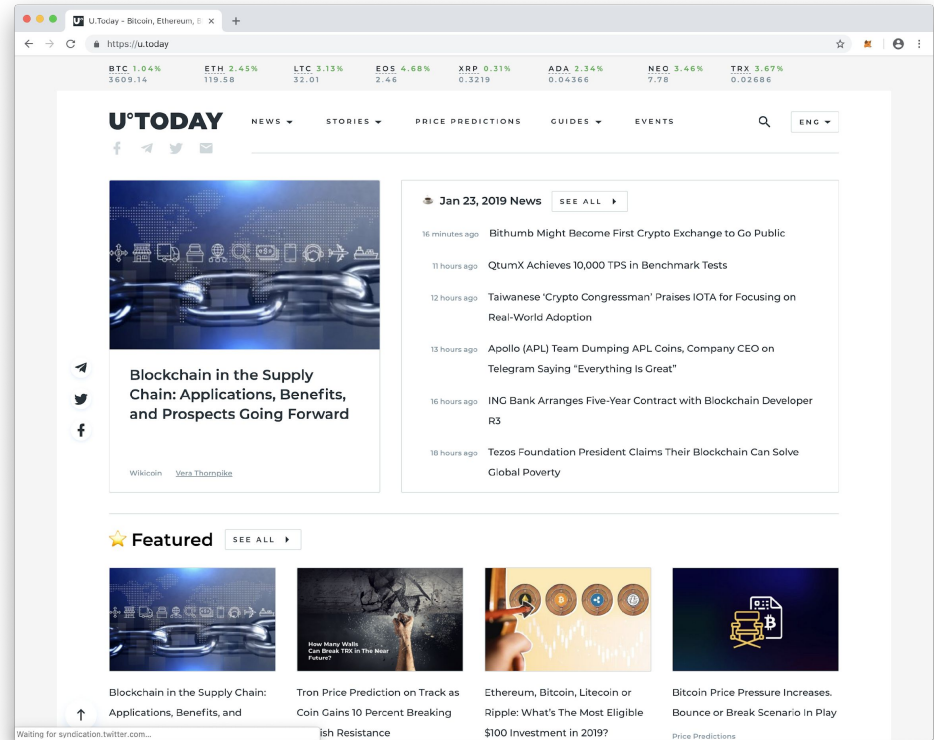 U.Today - Bitcoin, Ethereum, B
https://u.today
BTC 1.04% ETH 2.45% LTC 3.13% EOS 4.68% XRP 0.31% ADA 2.34% NEO 3.46% TRX 3.67%
3609.14 119.58 32.01 2.46 0.3219 0.04366 7.78 0.02686
U°TODAY NEWS STORIES PRICE PREDICTIONS GUIDES EVENTS ENG
Jan 23, 2019 News SEE ALL
16 minutes ago Bithumb Might Become First Crypto Exchange to Go Public
11 hours ago QtumX Achieves 10,000 TPS in Benchmark Tests
12 hours ago Taiwanese ‘Crypto Congressman’ Praises IOTA for Focusing on
Real-World Adoption
13 hours ago Apollo (APL) Team Dumping APL Coins, Company CEO on
Telegram Saying “Everything Is Great”
16 hours ago ING Bank Arranges Five-Year Contract with Blockchain Developer
R3
18 hours ago Tezos Foundation President Claims Their Blockchain Can Solve
Global Poverty
Blockchain in the Supply
Chain: Applications, Benefits,
and Prospects Going Forward
Wikicoin Vera Thornpike
Featured SEE ALL
How Many Walls
Can Break TRX in The Near
Future?
Blockchain in the Supply Chain:
Applications, Benefits, and
Tron Price Prediction on Track as
Coin Gains 10 Percent Breaking
ish Resistance
Ethereum, Bitcoin, Litecoin or
Ripple: What’s The Most Eligible
$100 Investment in 2019?
Bitcoin Price Pressure Increases.
Bounce or Break Scenario In Play
Price Predictions
Waiting for syndication.twitter.com...